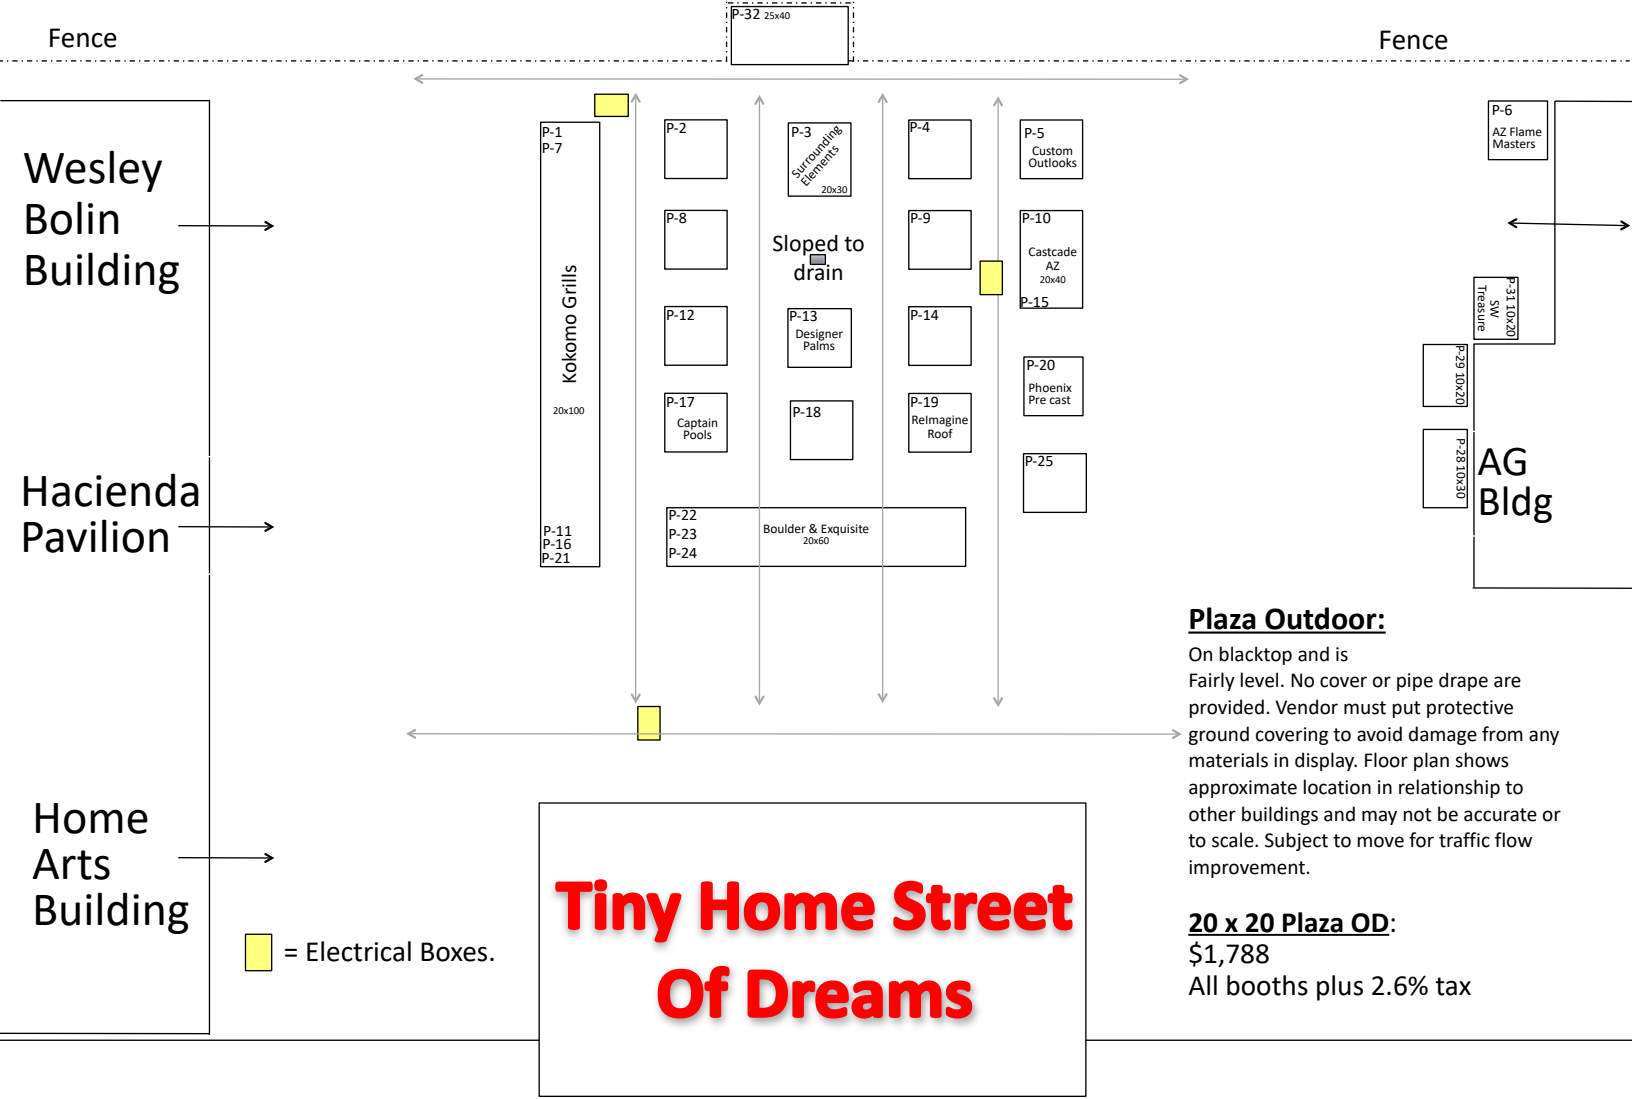 P-32 25x40
Fence
Fence
P-1
P-7
Kokomo Grills
20x100
P-11
P-16
P-21
P-2
P-3
Surrounding
Elements
20x30
P-4
P-5
Custom
Outlooks
P-6
AZ Flame
Masters
Wesley
Bolin
Building
P-8
Sloped to
drain
P-9
P-10
Castcade
AZ
20x40
P-15
P-31 10x20
SW
Treasure
P-12
P-13
Designer
Palms
P-14
P-20
Phoenix
Pre cast
P-29 10x20
P-17
Captain
Pools
P-18
P-19
ReImagine
Roof
P-25
P-28 10x30
AG
Bldg
Hacienda
Pavilion
P-22
P-23
P-24
Boulder & Exquisite
20x60
Plaza Outdoor:
On blacktop and is
Fairly level. No cover or pipe drape are
provided. Vendor must put protective
ground covering to avoid damage from any
materials in display. Floor plan shows
approximate location in relationship to
other buildings and may not be accurate or
to scale. Subject to move for traffic flow
improvement.
20 x 20 Plaza OD:
$1,788
All booths plus 2.6% tax
Home
Arts
Building
= Electrical Boxes.
Tiny Home Street
Of Dreams